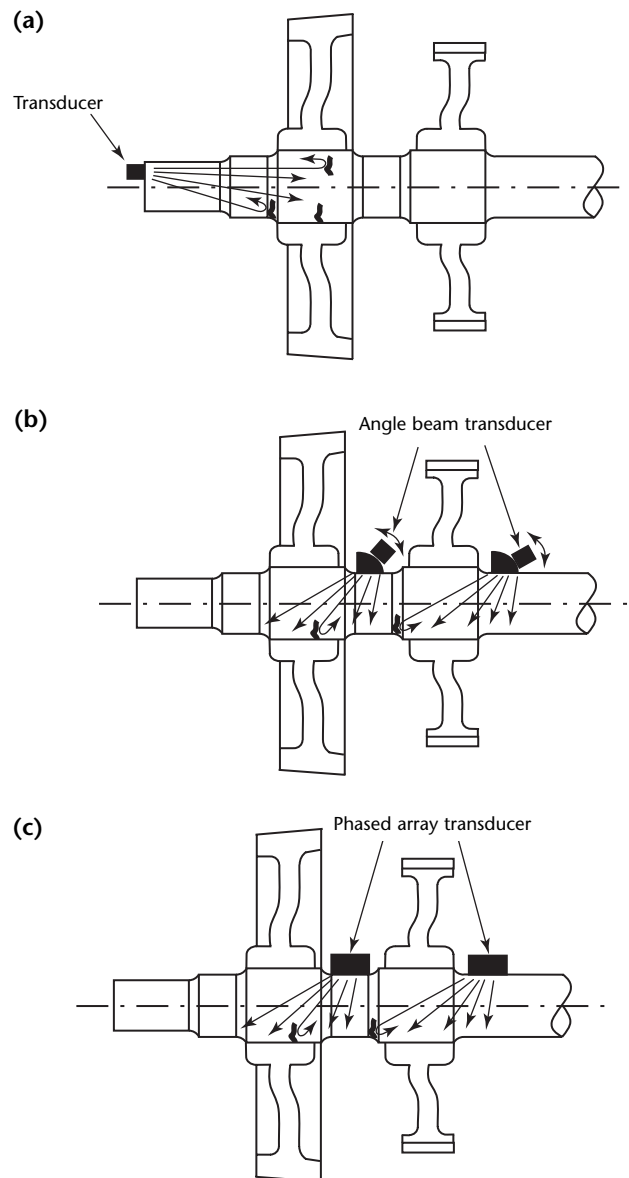 (a)
Transducer
(b)
Angle beam transducer
(c)
Phased array transducer